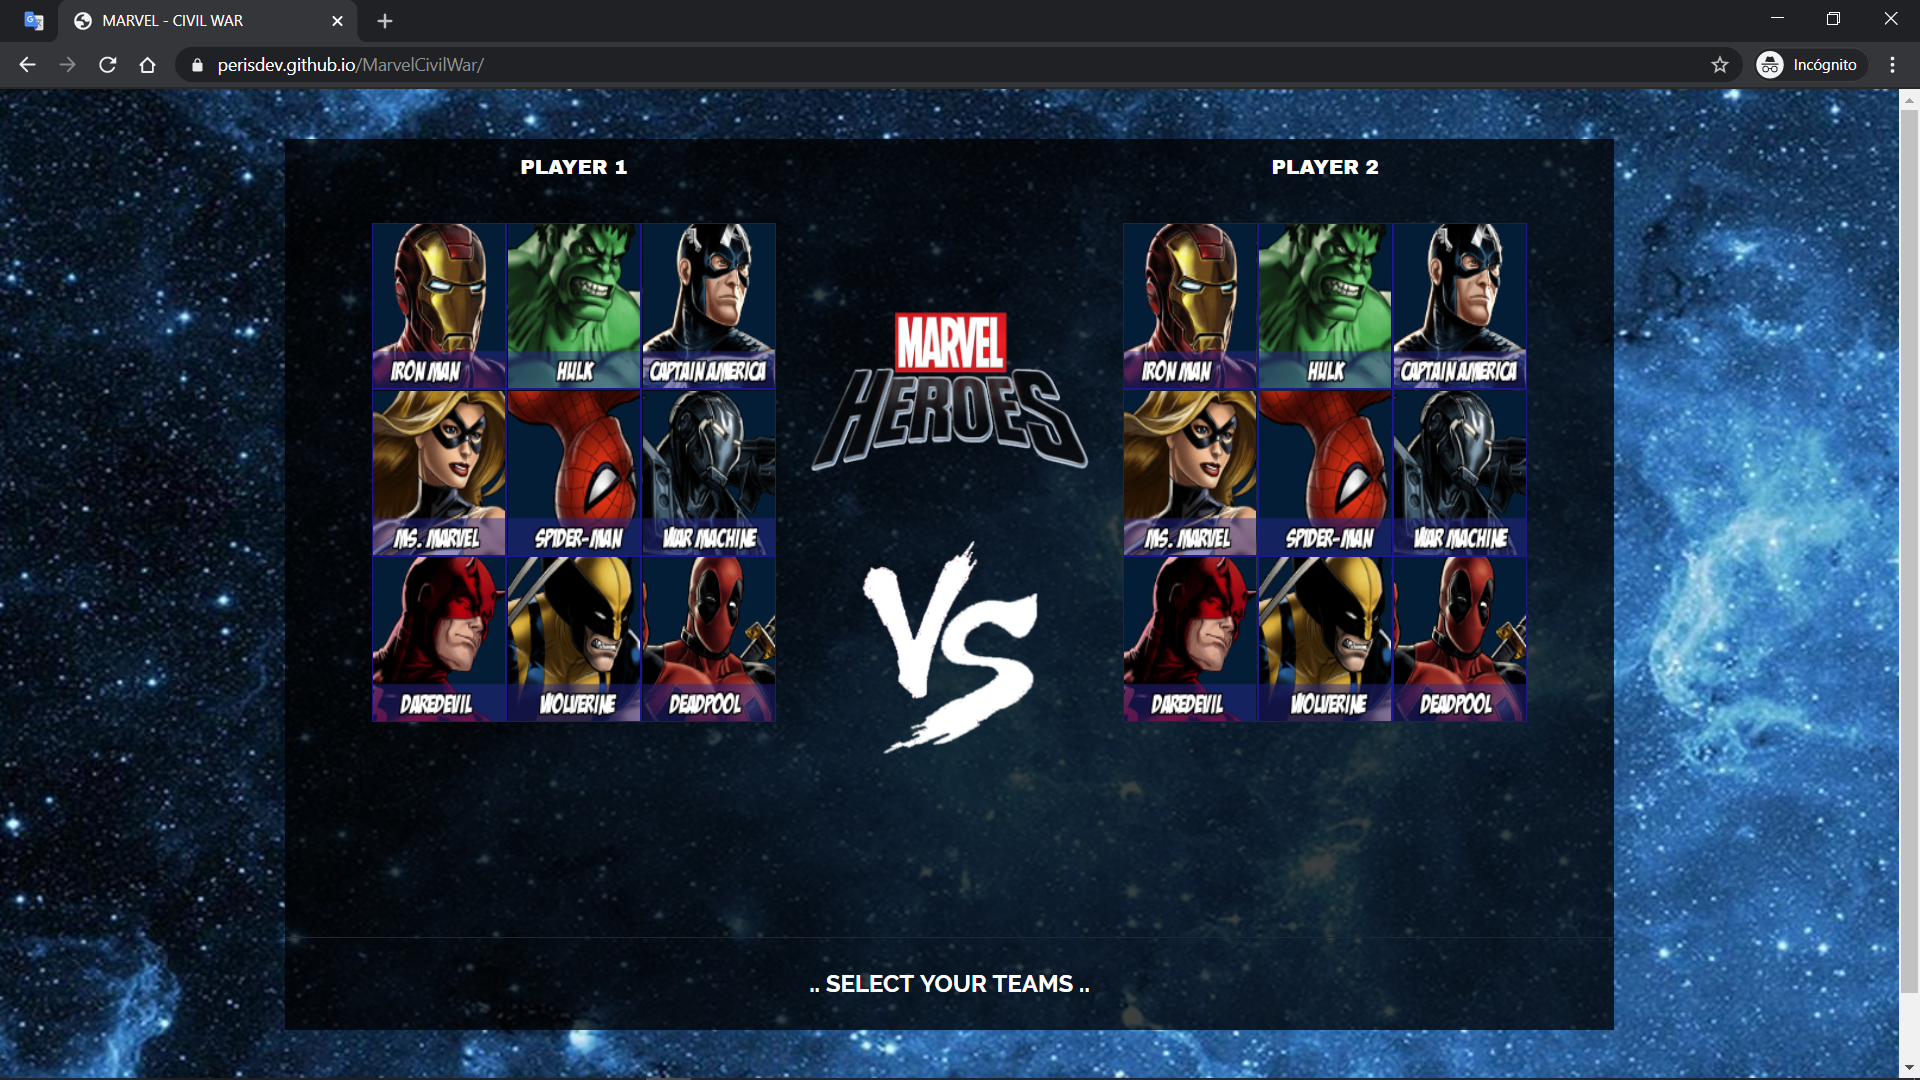 MARVEL - CIVIL WAR
perisdev.github.io/MarvelCivilWar/
Incógnito
PLAYER 1
PLAYER 2
IRON MAN
HULK
CAPTAIN AMERICA
MS. MARVEL
SPIDER-MAN
WAR MACHINE
DAREDEVIL
WOLVERINE
DEADPOOL
MARVEL
HEROES
VS
IRON MAN
HULK
CAPTAIN AMERICA
MS. MARVEL
SPIDER-MAN
WAR MACHINE
DAREDEVIL
WOLVERINE
DEADPOOL
.. SELECT YOUR TEAMS ..